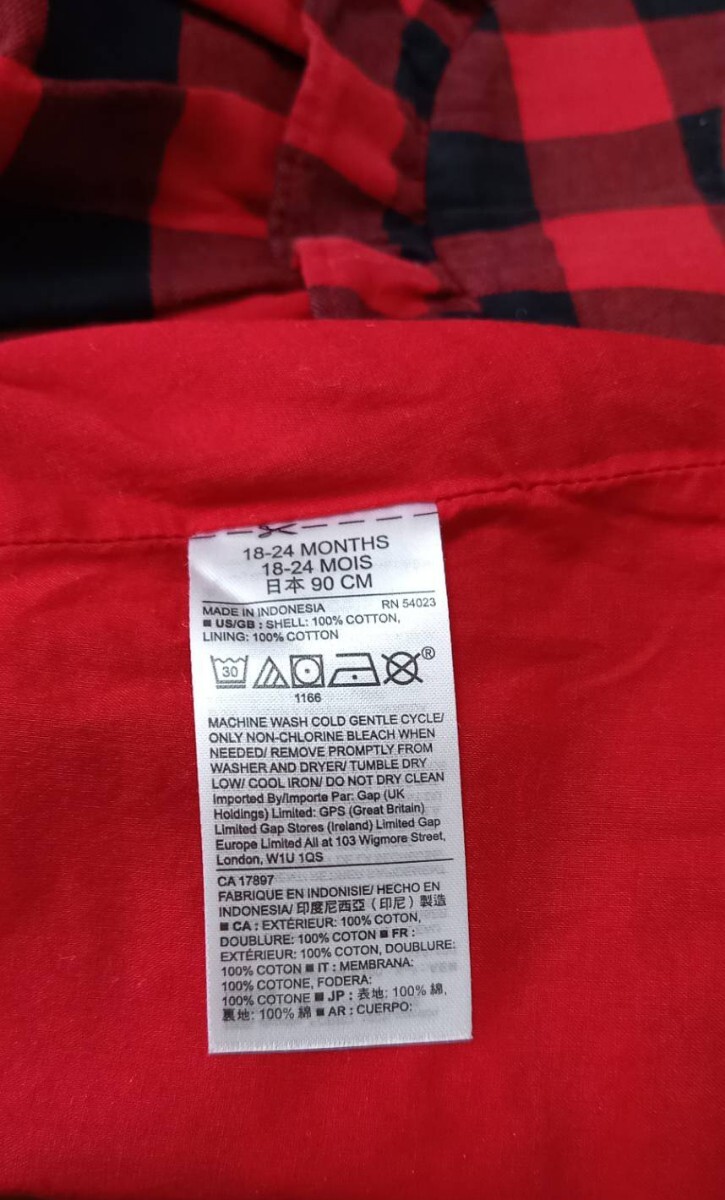 18-24 MONTHS
18-24 MOIS
日本 90 CM
MADE IN INDONESIA RN 54023
■ US/GB : SHELL: 100% COTTON,
LINING: 100% COTTON
30 ®
1166
MACHINE WASH COLD GENTLE CYCLE/
ONLY NON-CHLORINE BLEACH WHEN
NEEDED/ REMOVE PROMPTLY FROM
WASHER AND DRYER/ TUMBLE DRY
LOW/ COOL IRON/ DO NOT DRY CLEAN
Imported By/Importe Par: Gap (UK
Holdings) Limited: GPS (Great Britain)
Limited Gap Stores (Ireland) Limited Gap
Europe Limited All at 103 Wigmore Street,
London, W1U 1QS
CA 17897
FABRIQUE EN INDONISIE/ HECHO EN
INDONESIA/ 印度尼西亞 (印尼) 製造
■ CA : EXTÉRIEUR: 100% COTON,
DOUBLURE: 100% COTON ■ FR :
EXTÉRIEUR: 100% COTON, DOUBLURE:
100% COTON ■ IT : MEMBRANA:
100% COTONE, FODERA:
100% COTONE ■ JP : 表地: 100% 綿,
裏地: 100% 綿 ■ AR : CUERPO: